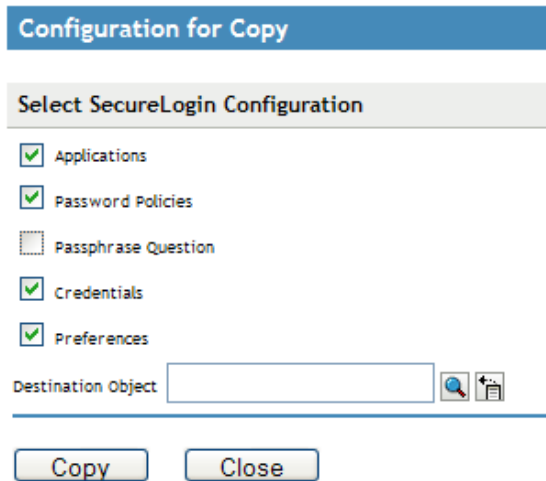 Configuration for Copy
Select SecureLogin Configuration
Applications
Password Policies
Passphrase Question
Credentials
Preferences
Destination Object
Copy Close